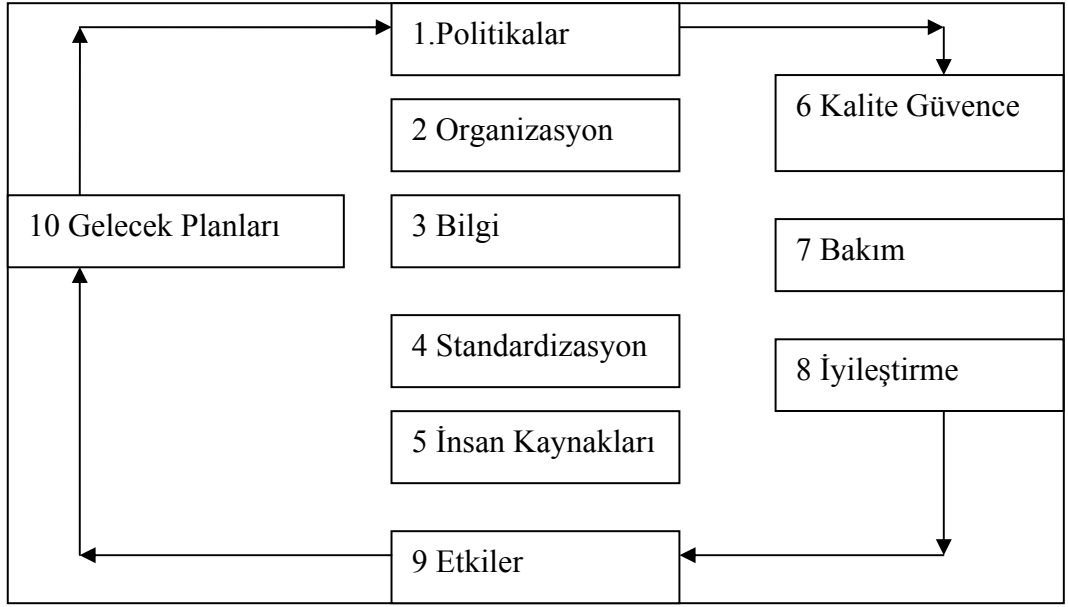 1.Politikalar
2 Organizasyon
3 Bilgi
4 Standardizasyon
5 İnsan Kaynakları
6 Kalite Güvence
7 Bakım
8 İyileştirme
9 Etkiler
10 Gelecek Planları